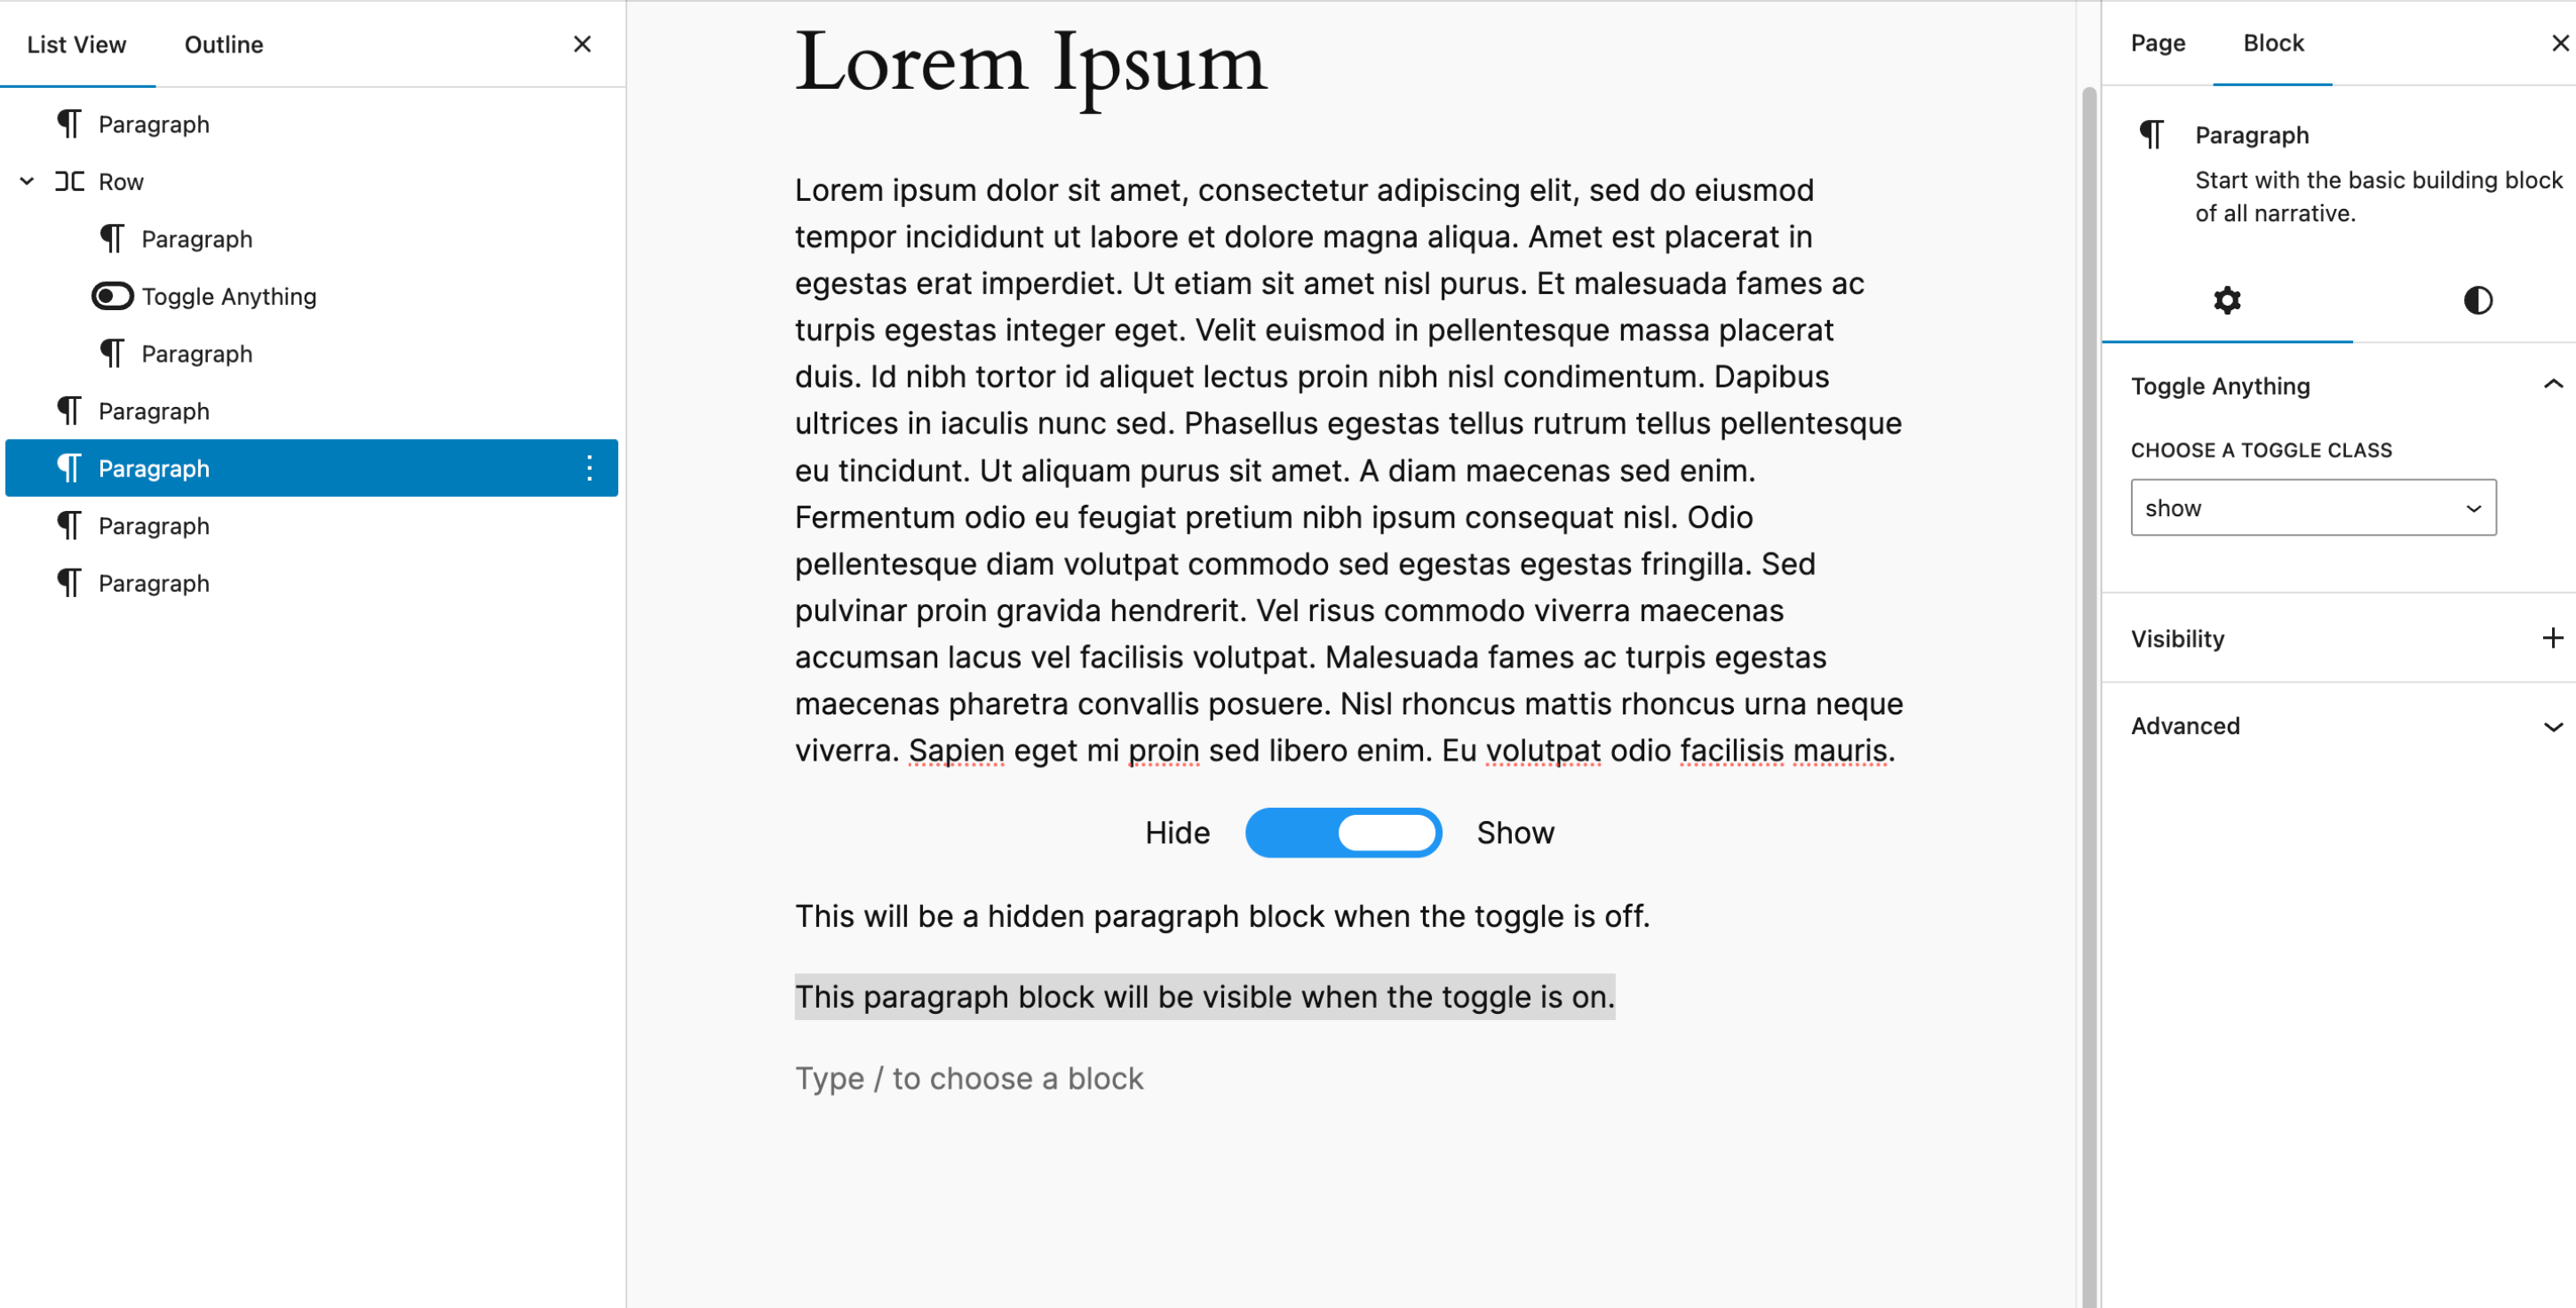 List View Outline
Paragraph
Row
Paragraph
Toggle Anything
Paragraph
Paragraph
Paragraph
Paragraph
Paragraph
Lorem Ipsum
Lorem ipsum dolor sit amet, consectetur adipiscing elit, sed do eiusmod
tempor incididunt ut labore et dolore magna aliqua. Amet est placerat in
egestas erat imperdiet. Ut etiam sit amet nisl purus. Et malesuada fames ac
turpis egestas integer eget. Velit euismod in pellentesque massa placerat
duis. Id nibh tortor id aliquet lectus proin nibh nisl condimentum. Dapibus
ultrices in iaculis nunc sed. Phasellus egestas tellus rutrum tellus pellentesque
eu tincidunt. Ut aliquam purus sit amet. A diam maecenas sed enim.
Fermentum odio eu feugiat pretium nibh ipsum consequat nisl. Odio
pellentesque diam volutpat commodo sed egestas egestas fringilla. Sed
pulvinar proin gravida hendrerit. Vel risus commodo viverra maecenas
accumsan lacus vel facilisis volutpat. Malesuada fames ac turpis egestas
maecenas pharetra convallis posuere. Nisl rhoncus mattis rhoncus urna neque
viverra. Sapien eget mi proin sed libero enim. Eu volutpat odio facilisis mauris.
Hide Show
This will be a hidden paragraph block when the toggle is off.
This paragraph block will be visible when the toggle is on.
Type / to choose a block
Page Block
Paragraph
Start with the basic building block
of all narrative.
Toggle Anything
CHOOSE A TOGGLE CLASS
show
Visibility
Advanced